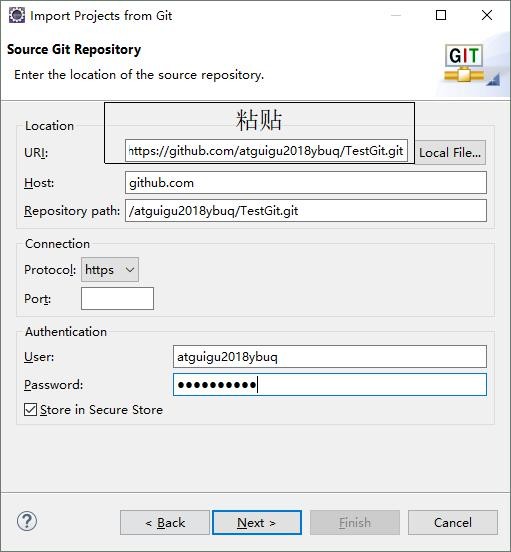 Import Projects from Git
Source Git Repository
Enter the location of the source repository.
GIT
粘贴
Location
URI: https://github.com/atguigu2018ybuq/TestGit.git Local File...
Host: github.com
Repository path: /atguigu2018ybuq/TestGit.git
Connection
Protocol: https
Port:
Authentication
User: atguigu2018ybuq
Password: ●●●●●●●●●●
Store in Secure Store
? < Back Next > Finish Cancel